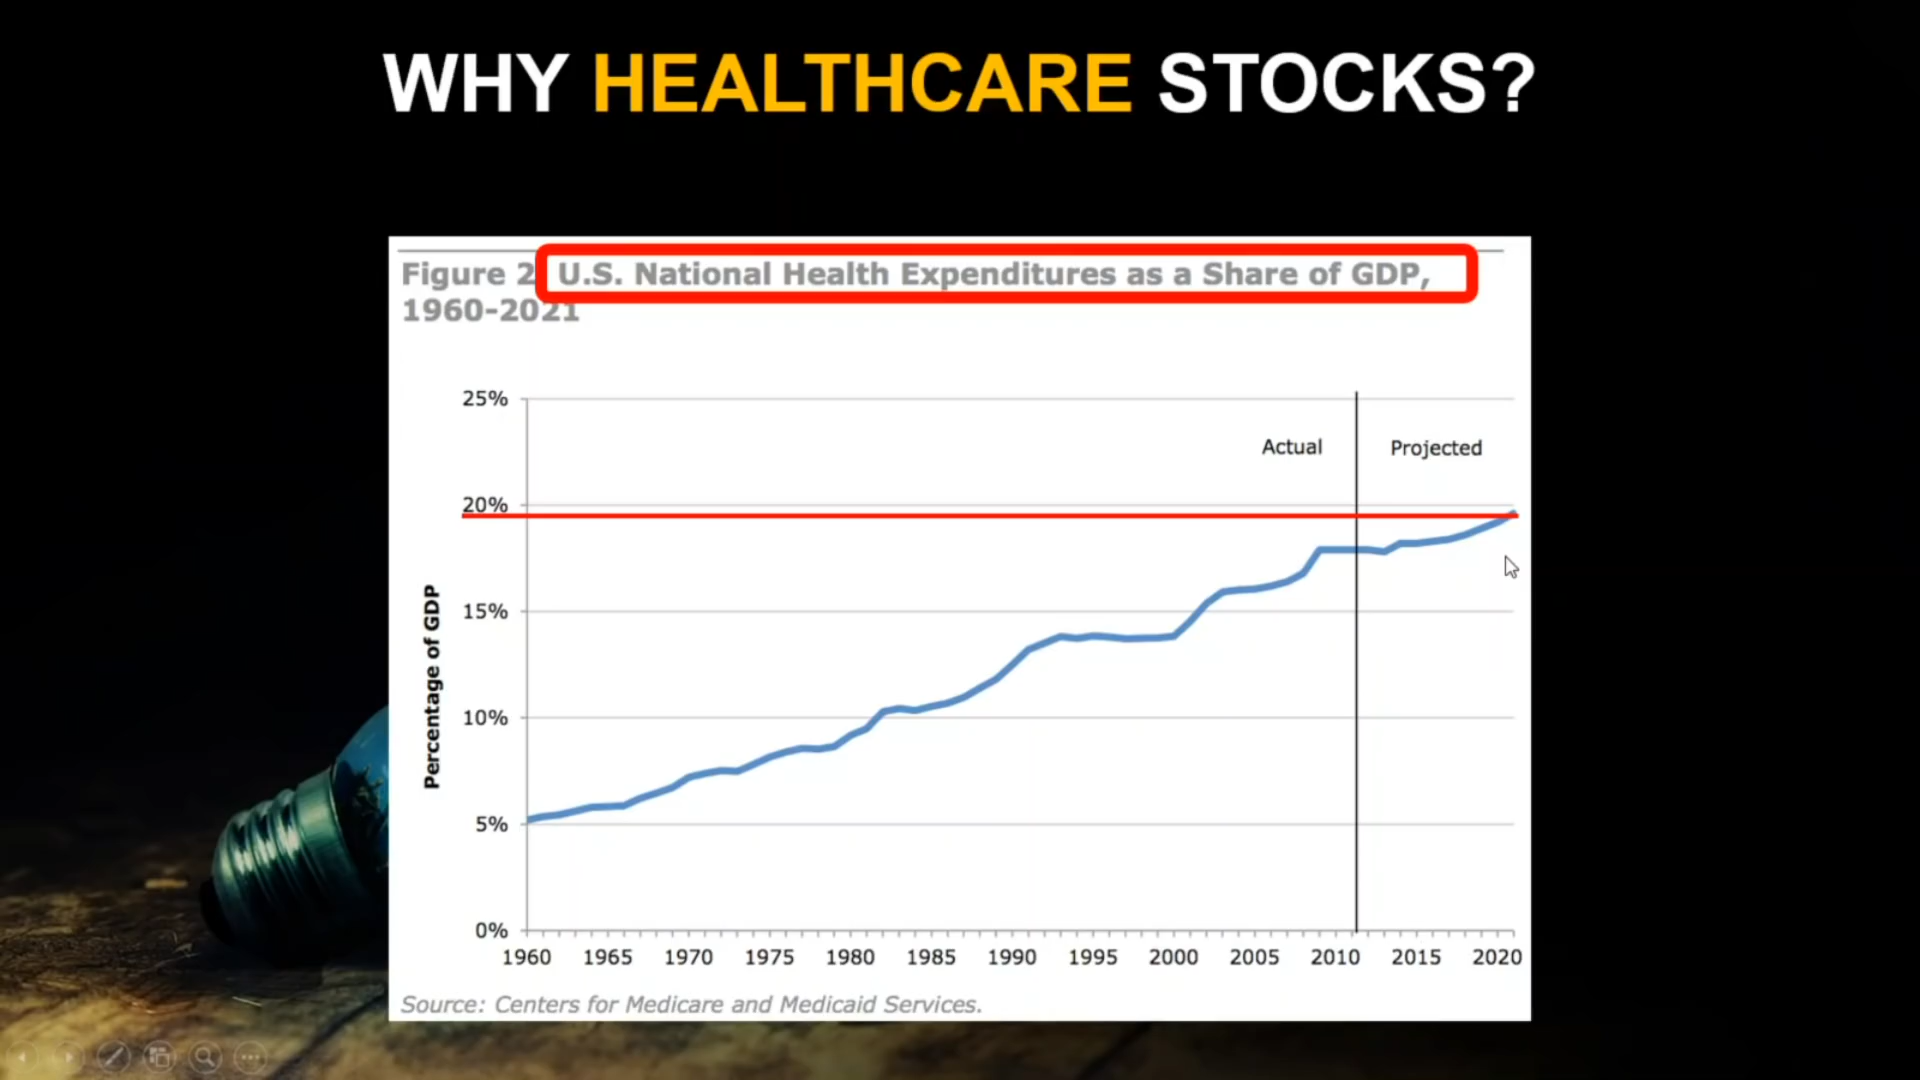 WHY HEALTHCARE STOCKS?
Figure 2 U.S. National Health Expenditures as a Share of GDP,
1960-2021
25%
Actual
Projected
20%
15%
10%
5%
0%
Percentage of GDP
1960 1965 1970 1975 1980 1985 1990 1995 2000 2005 2010 2015 2020
Source: Centers for Medicare and Medicaid Services.